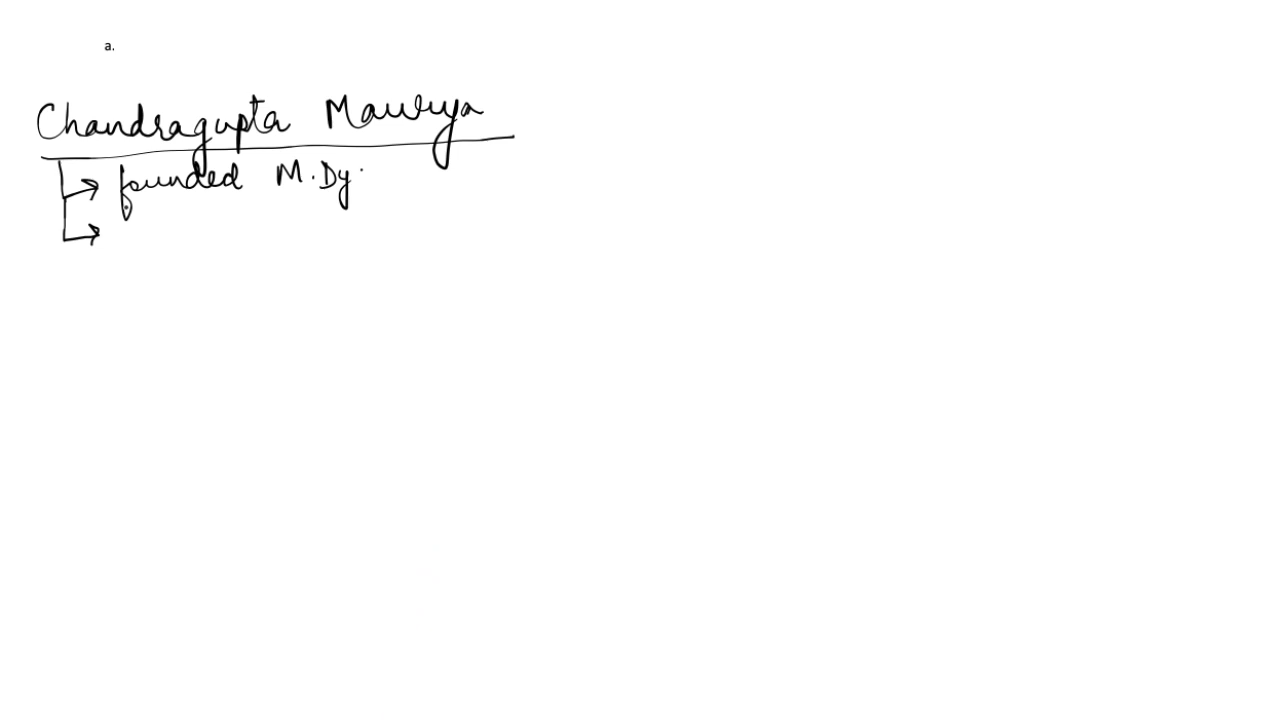 a.
Chandragupta Maurya
→ founded M.Dy.
→